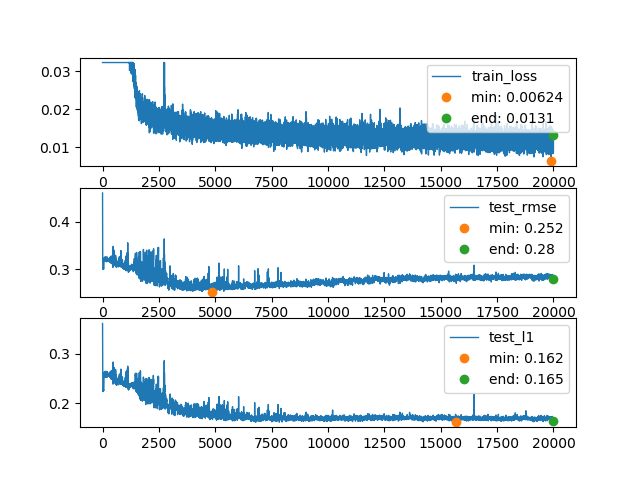 0.03
0.02
0.01
train_loss
min: 0.00624
end: 0.0131
0 2500 5000 7500 10000 12500 15000 17500 20000
0.4
0.3
test_rmse
min: 0.252
end: 0.28
0 2500 5000 7500 10000 12500 15000 17500 20000
0.3
0.2
test_l1
min: 0.162
end: 0.165
0 2500 5000 7500 10000 12500 15000 17500 20000